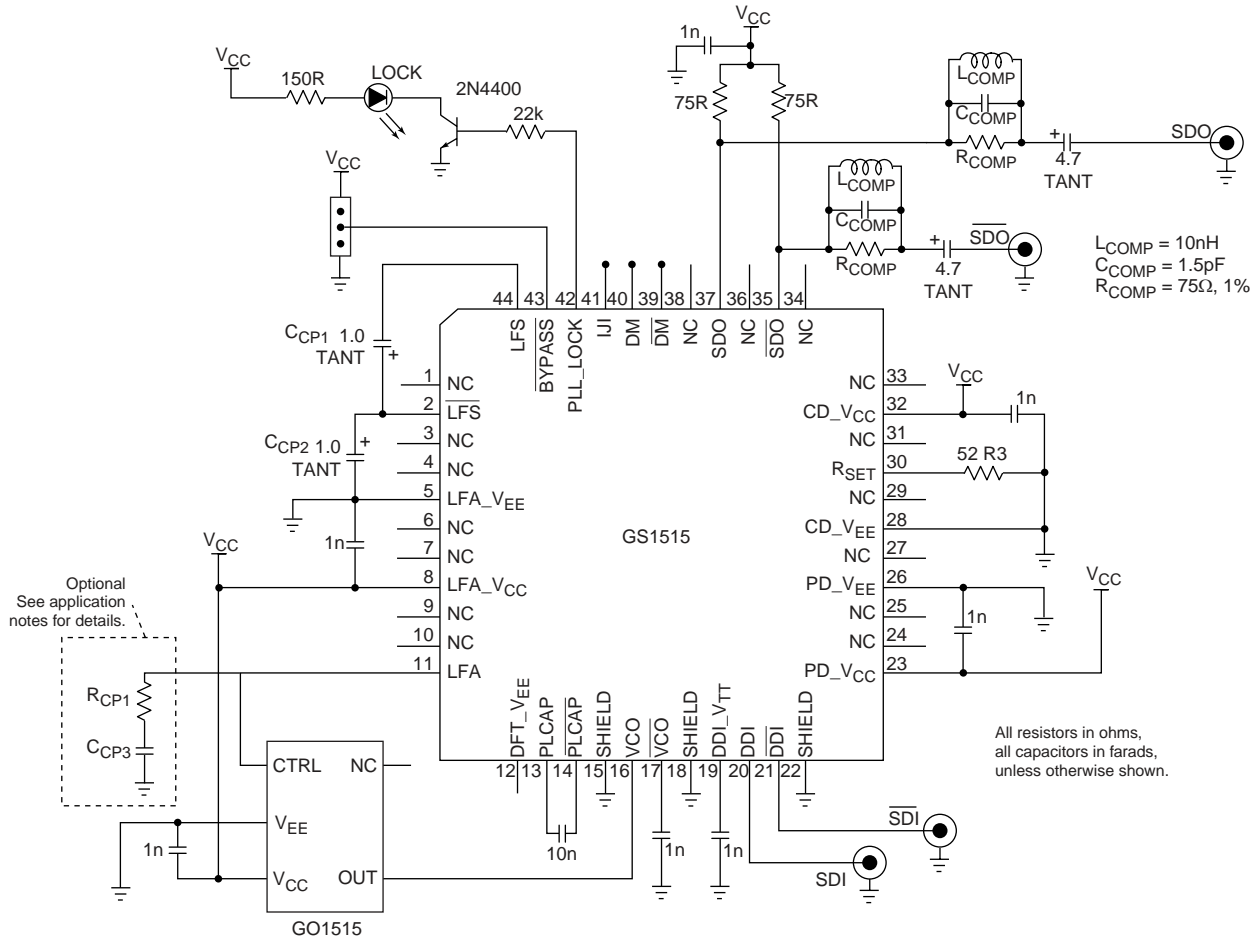 VCC
1n
VCC
150R
LOCK
2N4400
22k
75R
75R
LCOMP
CCOMP
RCOMP
+
4.7
TANT
SDO
VCC
LCOMP
CCOMP
RCOMP
+
4.7
TANT
SDO
LCOMP = 10nH
CCOMP = 1.5pF
RCOMP = 75Ω, 1%
44 43 42 41 40 39 38 37 36 35 34
LFS
BYPASS
PLL_LOCK
IJI
DM
DM
NC
SDO
NC
SDO
NC
CCP1 1.0
TANT
+
CCP2 1.0
TANT
+
1 NC
2 LFS
3 NC
4 NC
5 LFA_VEE
6 NC
7 NC
8 LFA_VCC
9 NC
10 NC
11 LFA
1n
VCC
GS1515
NC 33
CD_VCC 32
NC 31
RSET 30
NC 29
CD_VEE 28
NC 27
PD_VEE 26
NC 25
NC 24
PD_VCC 23
VCC
1n
52 R3
1n
VCC
Optional
See application
notes for details.
RCP1
CCP3
DFT_VEE
PLCAP
PLCAP
SHIELD
VCO
VCO
SHIELD
DDI_VTT
DDI
DDI
SHIELD
12 13 14 15 16 17 18 19 20 21 22
10n
1n
1n
CTRL
NC
VEE
VCC
OUT
1n
GO1515
SDI
SDI
All resistors in ohms,
all capacitors in farads,
unless otherwise shown.